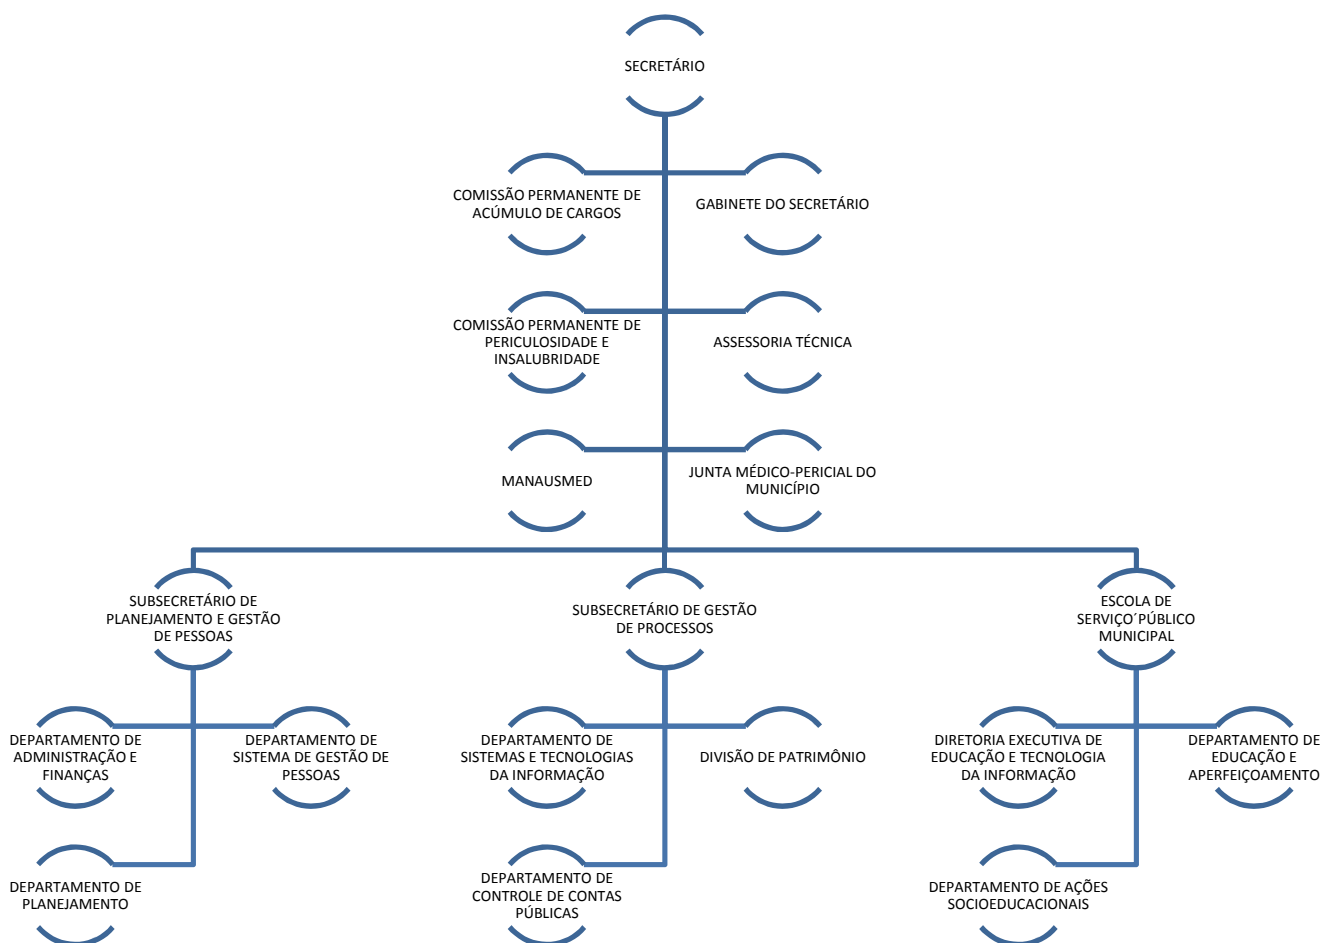 SECRETÁRIO
COMISSÃO PERMANENTE DE
ACÚMULO DE CARGOS
GABINETE DO SECRETÁRIO
COMISSÃO PERMANENTE DE
PERICULOSIDADE E
INSALUBRIDADE
ASSESSORIA TÉCNICA
MANAUSMED
JUNTA MÉDICO-PERICIAL DO
MUNICÍPIO
SUBSECRETÁRIO DE
PLANEJAMENTO E GESTÃO
DE PESSOAS
SUBSECRETÁRIO DE GESTÃO
DE PROCESSOS
ESCOLA DE
SERVIÇO´PÚBLICO
MUNICIPAL
DEPARTAMENTO DE
ADMINISTRAÇÃO E
FINANÇAS
DEPARTAMENTO DE
SISTEMA DE GESTÃO DE
PESSOAS
DEPARTAMENTO DE
SISTEMAS E TECNOLOGIAS
DA INFORMAÇÃO
DIVISÃO DE PATRIMÔNIO
DIRETORIA EXECUTIVA DE
EDUCAÇÃO E TECNOLOGIA
DA INFORMAÇÃO
DEPARTAMENTO DE
EDUCAÇÃO E
APERFEIÇOAMENTO
DEPARTAMENTO DE
PLANEJAMENTO
DEPARTAMENTO DE
CONTROLE DE CONTAS
PÚBLICAS
DEPARTAMENTO DE AÇÕES
SOCIOEDUCACIONAIS